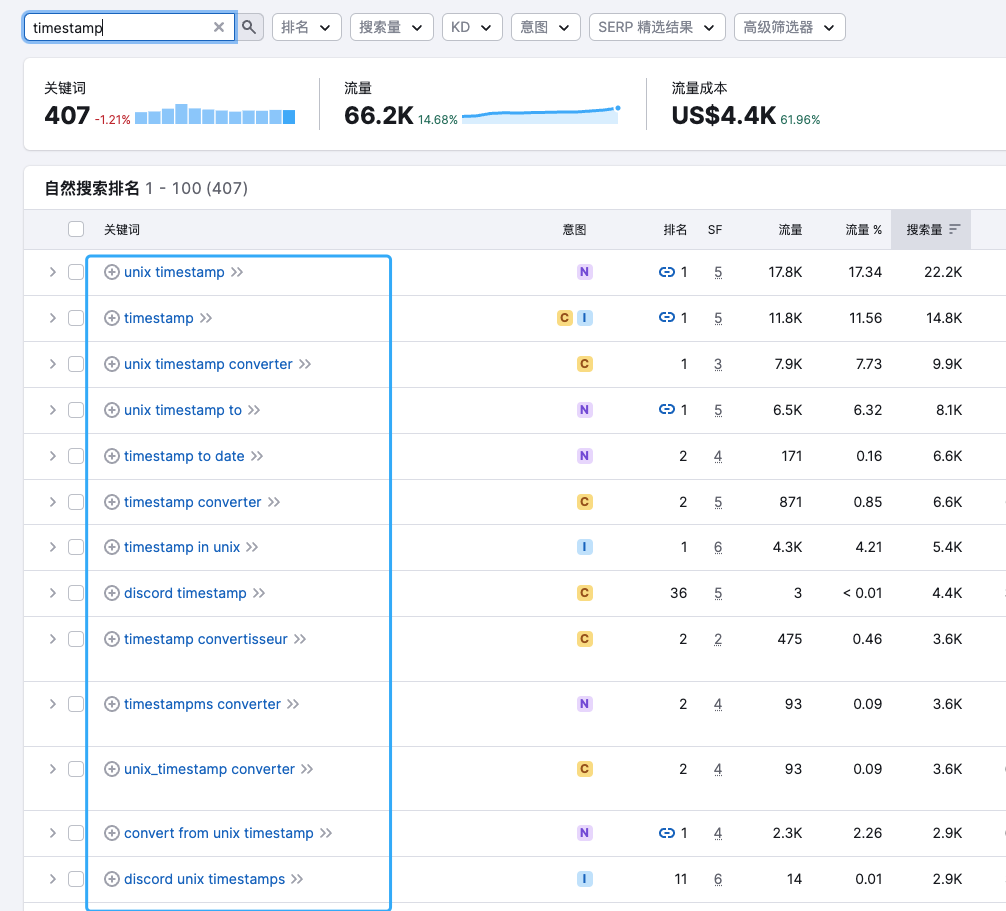 timestamp
排名
搜索量
KD
意图
SERP 精选结果
高级筛选器
关键词
407 -1.21%
流量
66.2K 14.68%
流量成本
US$4.4K 61.96%
自然搜索排名 1 - 100 (407)
关键词 意图 排名 SF 流量 流量 % 搜索量
unix timestamp N 1 5 17.8K 17.34 22.2K
timestamp C I 1 5 11.8K 11.56 14.8K
unix timestamp converter C 1 3 7.9K 7.73 9.9K
unix timestamp to N 1 5 6.5K 6.32 8.1K
timestamp to date N 2 4 171 0.16 6.6K
timestamp converter C 2 5 871 0.85 6.6K
timestamp in unix I 1 6 4.3K 4.21 5.4K
discord timestamp C 36 5 3 < 0.01 4.4K
timestamp convertisseur C 2 2 475 0.46 3.6K
timestampms converter N 2 4 93 0.09 3.6K
unix_timestamp converter C 2 4 93 0.09 3.6K
convert from unix timestamp N 1 4 2.3K 2.26 2.9K
discord unix timestamps I 11 6 14 0.01 2.9K